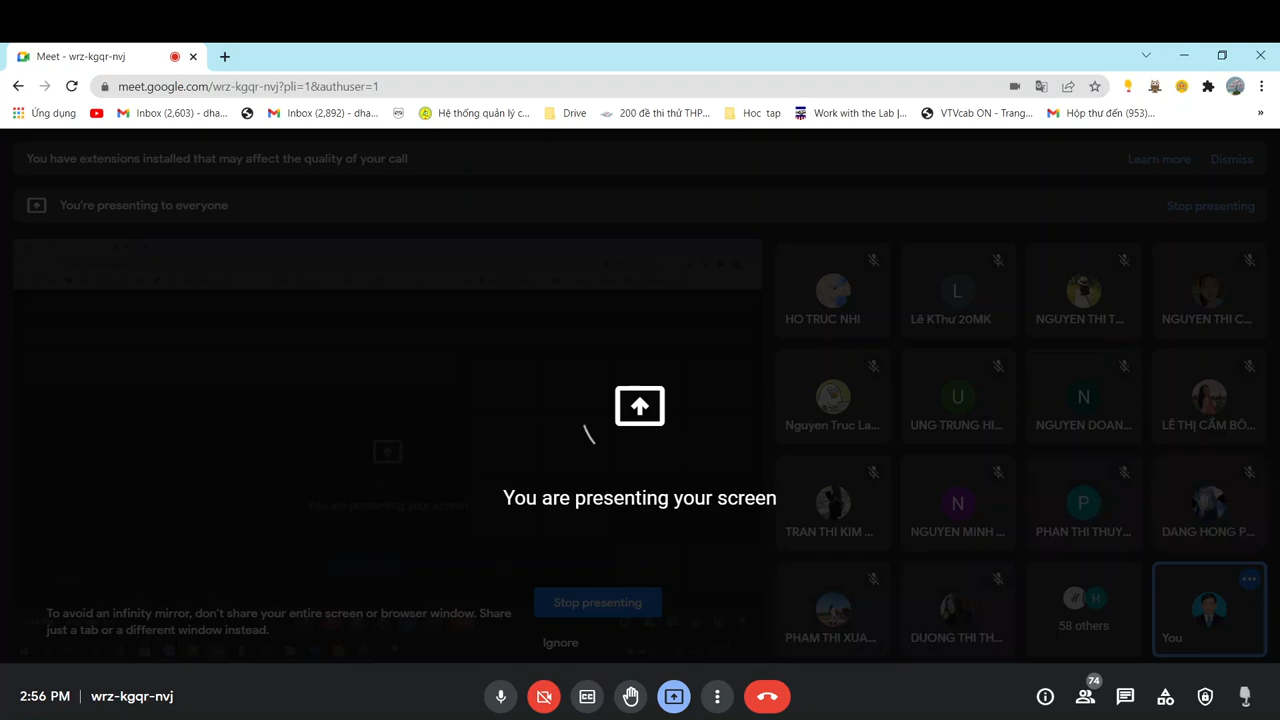 Meet - wrz-kgqr-nvj
meet.google.com/wrz-kgqr-nvj?pli=1&authuser=1
Ứng dụng
Inbox (2,603) - dha...
Inbox (2,892) - dha...
Hệ thống quản lý c...
Drive
200 đề thi thử THP...
Hoc tap
Work with the Lab |...
VTVcab ON - Trang...
Hộp thư đến (953)...
»
You have extensions installed that may affect the quality of your call
Learn more
Dismiss
You're presenting to everyone
Stop presenting
HO TRUC NHI
L
Lê KThư 20MK
NGUYEN THI T...
NGUYEN THI C...
Nguyen Truc La...
U
UNG TRUNG HI...
N
NGUYEN DOAN...
LÊ THỊ CẨM BÔ...
You are presenting your screen
You are presenting your screen
TRAN THI KIM ...
N
NGUYEN MINH ...
P
PHAN THI THUY...
DANG HONG P...
To avoid an infinity mirror, don't share your entire screen or browser window. Share
just a tab or a different window instead.
Stop presenting
Ignore
PHAM THI XUA...
DUONG THI TH...
H
58 others
You
2:56 PM | wrz-kgqr-nvj
CC
74